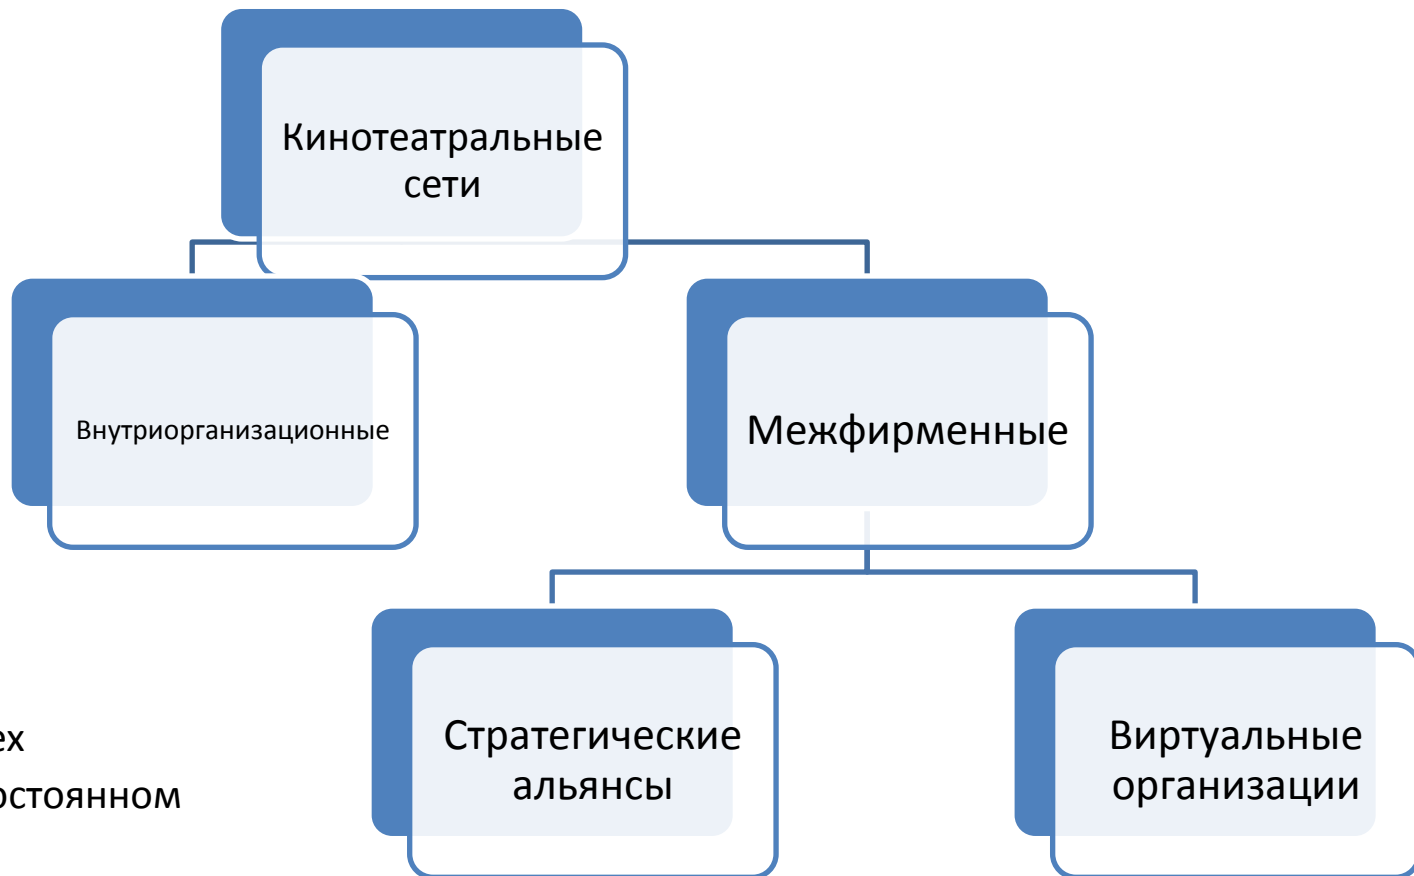 Кинотеатральные
сети
Внутриорганизационные
Межфирменные
Стратегические
альянсы
Виртуальные
организации
ех
остоянном